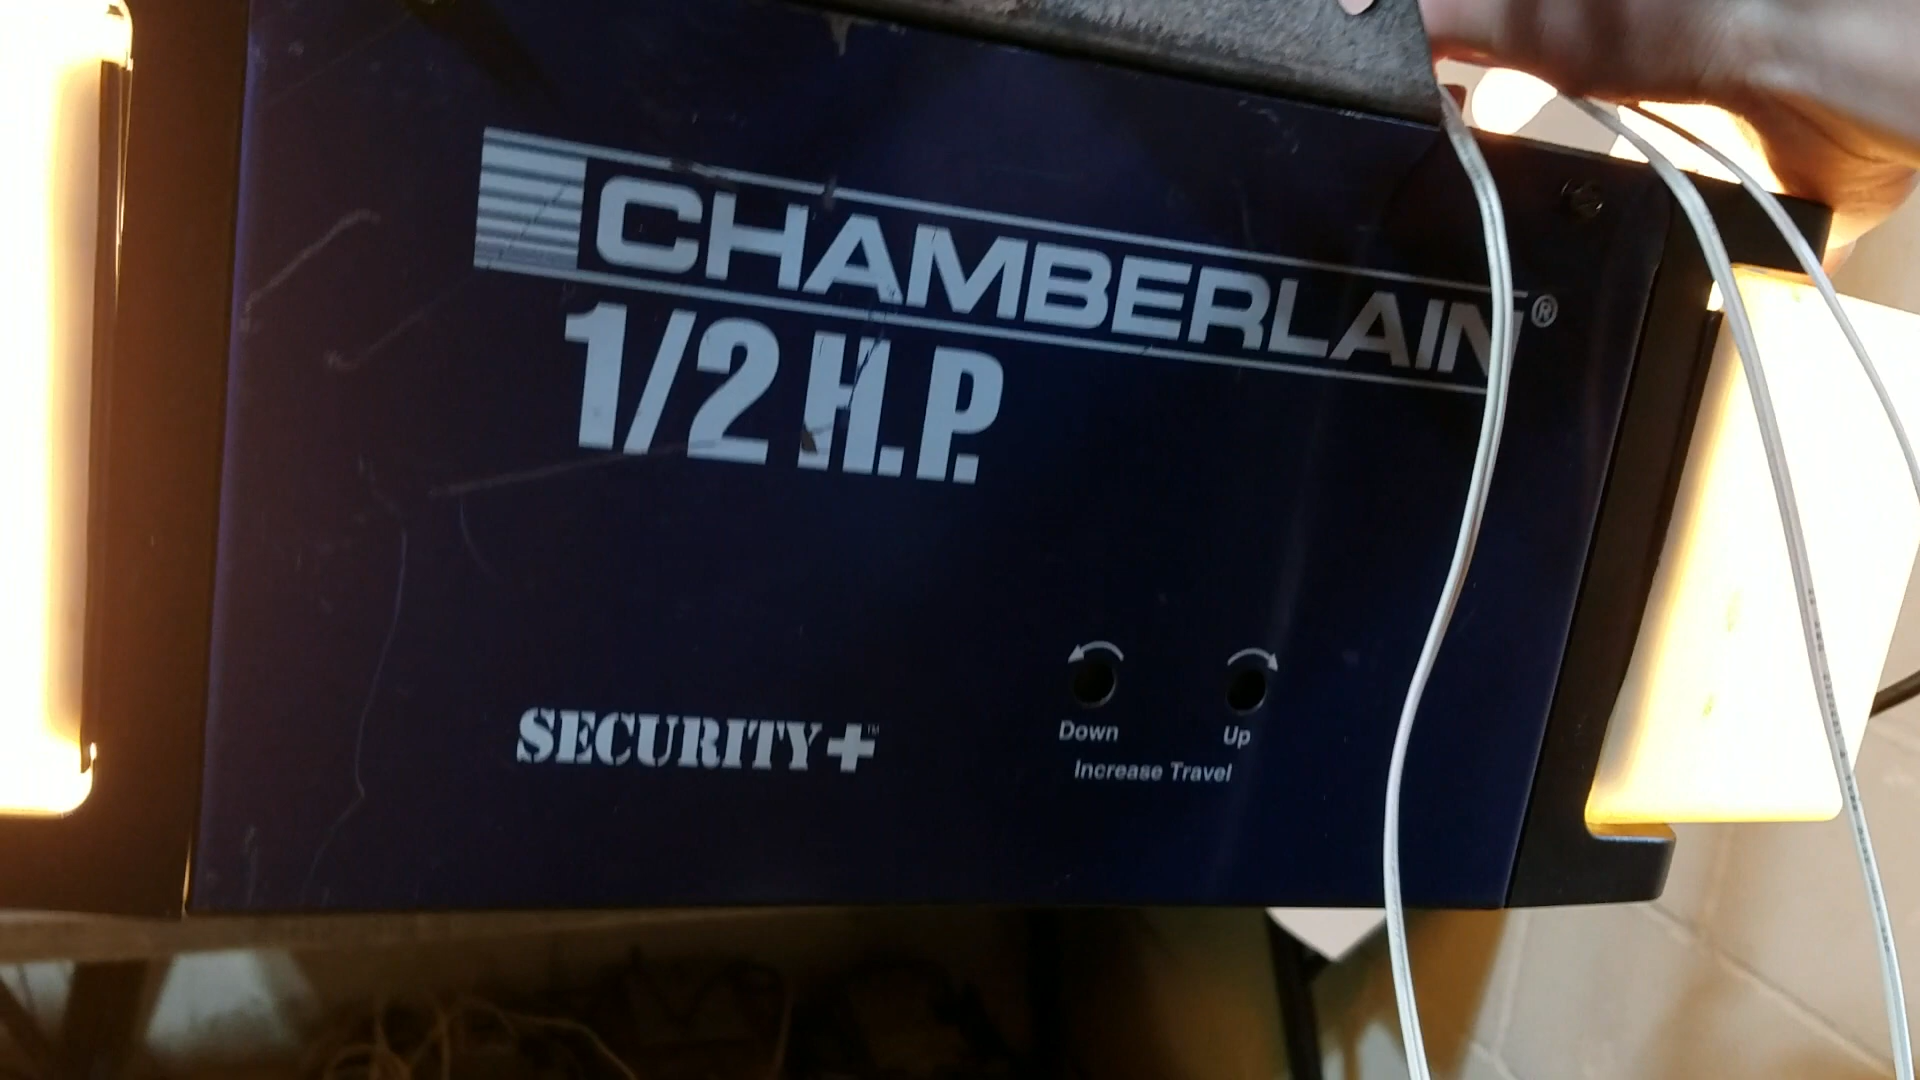 CHAMBERLAIN®
1/2 H.P.
SECURITY+™
Down Up
Increase Travel